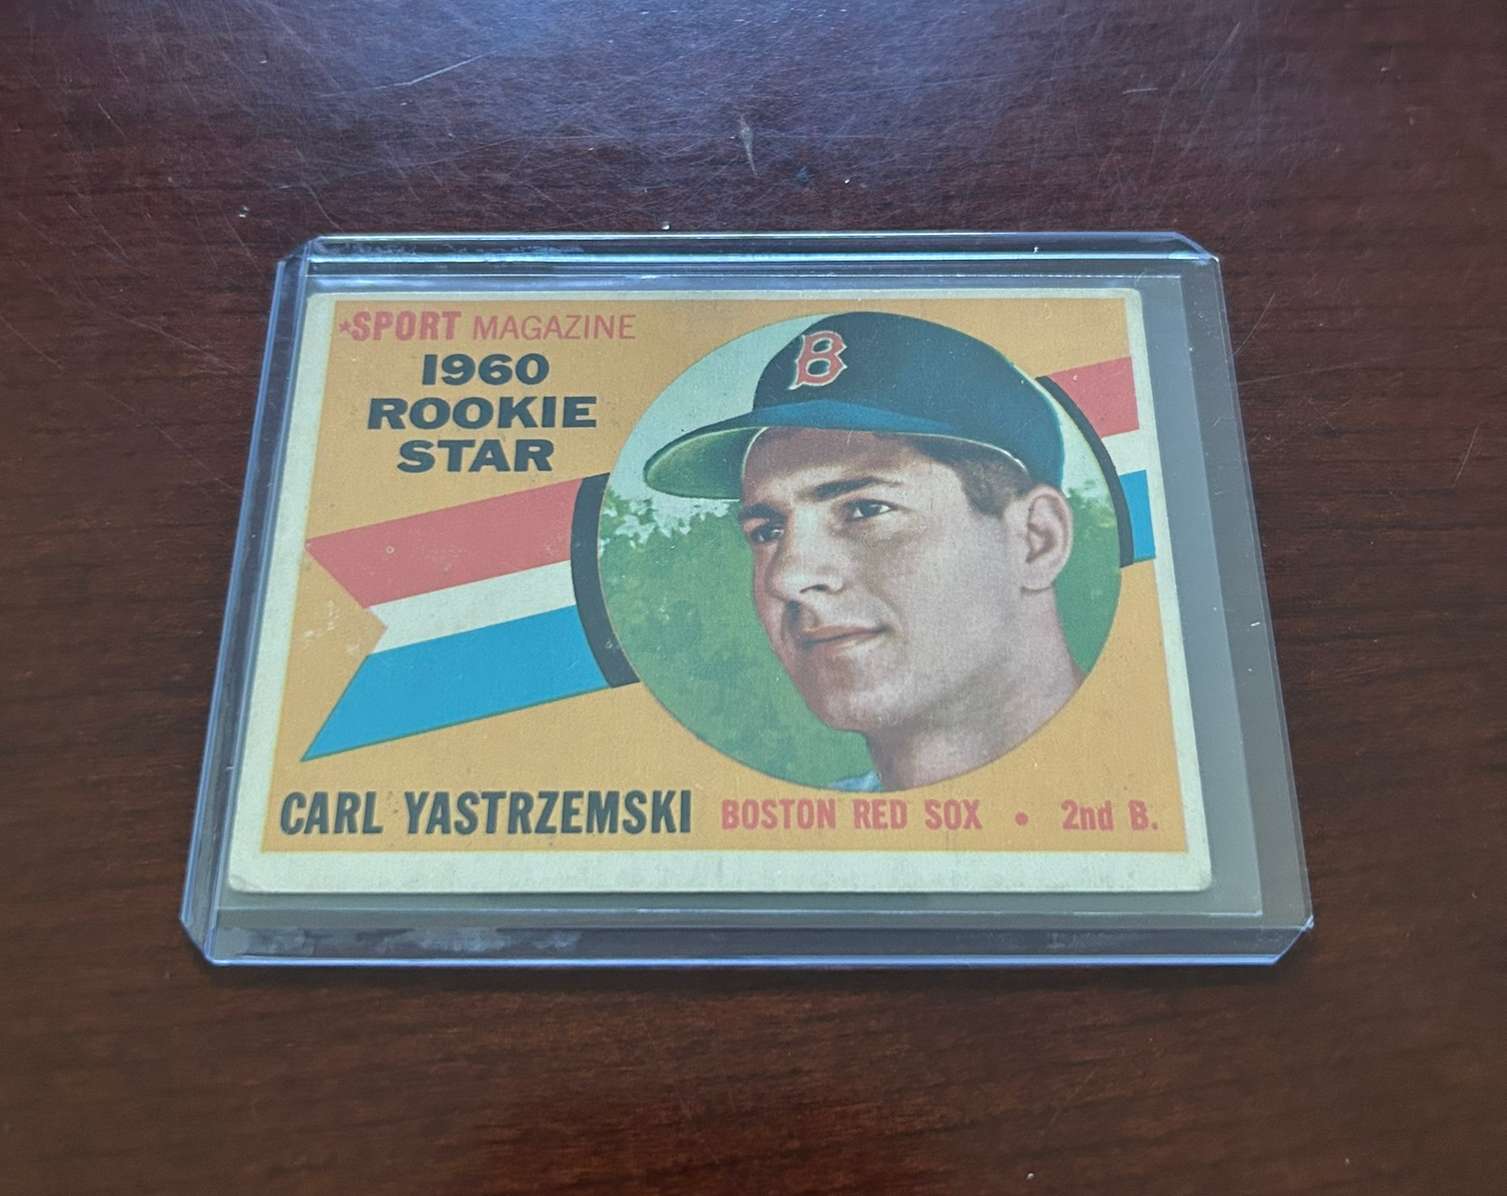 *SPORT MAGAZINE
1960
ROOKIE
STAR
B
CARL YASTRZEMSKI BOSTON RED SOX • 2nd B.